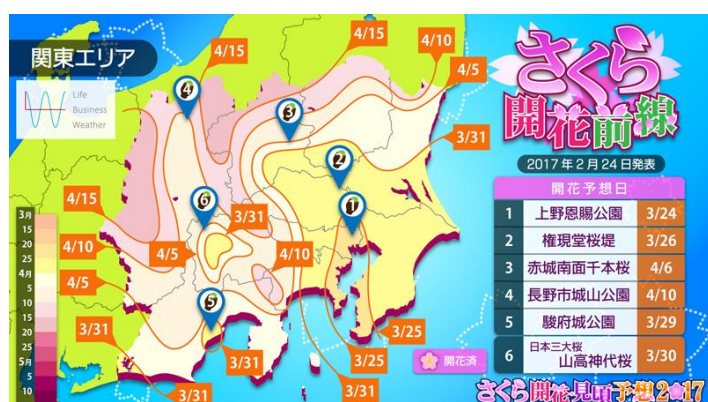 関東エリア
Life
Business
Weather
さくら
開花前線
2017年2月24日発表
開花予想日
1 上野恩賜公園 3/24
2 権現堂桜堤 3/26
3 赤城南面千本桜 4/6
4 長野市城山公園 4/10
5 駿府城公園 3/29
6 日本三大桜
山高神代桜 3/30
4/15
4/15
4/10
4/5
3/31
4
3
2
1
6
5
4/15
4/10
4/5
3/31
3/31
4/5
4/10
3/31
3/31
3/25
3/31
3/25
3月
15
20
25
4月
5
10
15
20
25
5月
5
10
開花済
さくら開花見頃予想2017